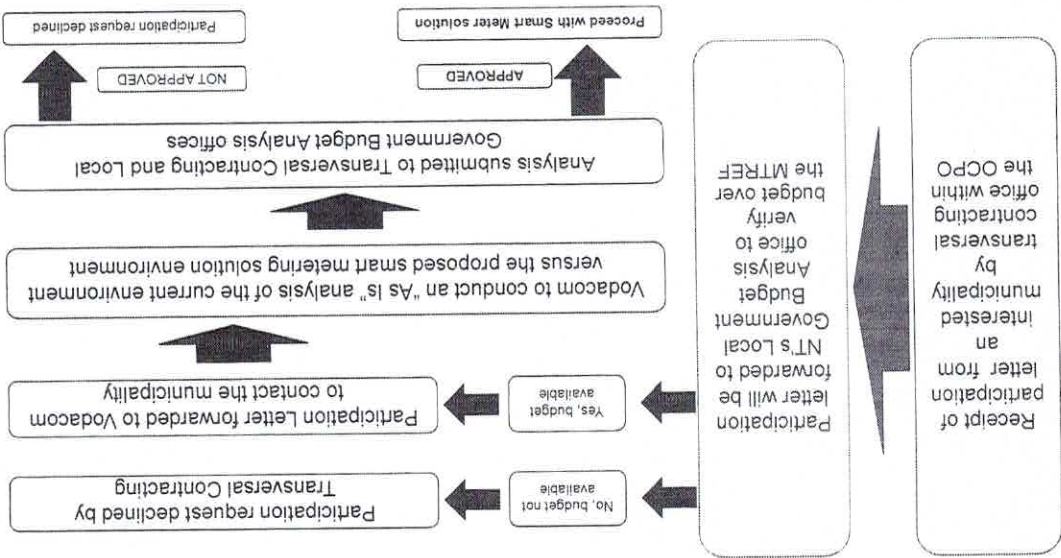 Receipt of
participation
letter from
an
interested
municipality
by
transversal
contracting
office within
the OCPO
Participation
letter will be
forwarded to
NT's Local
Government
Budget
Analysis
office to
verify
budget over
the MTREF
No, budget not
available
Participation request declined by
Transversal Contracting
Yes, budget
available
Participation Letter forwarded to Vodacom
to contact the municipality
Vodacom to conduct an "As Is" analysis of the current environment
versus the proposed smart metering solution environment
Analysis submitted to Transversal Contracting and Local
Government Budget Analysis offices
APPROVED
NOT APPROVED
Proceed with Smart Meter solution
Participation request declined